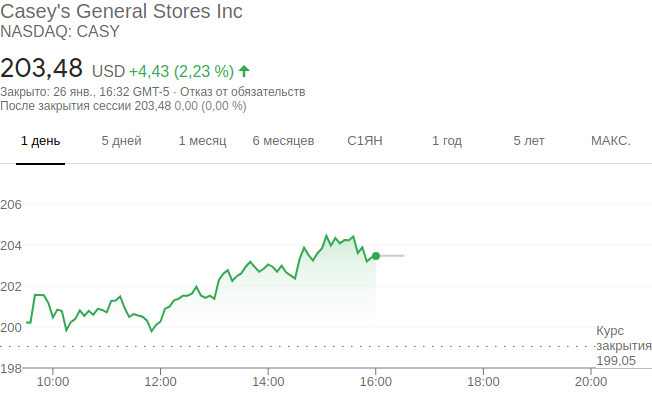 Casey's General Stores Inc
NASDAQ: CASY
203,48 USD +4,43 (2,23 %)
Закрыто: 26 янв., 16:32 GMT-5 · Отказ от обязательств
После закрытия сессии 203,48 0,00 (0,00 %)
1 день 5 дней 1 месяц 6 месяцев С1ЯН 1 год 5 лет МАКС.
206
204
202
200
198
Курс
закрытия
199,05
10:00 12:00 14:00 16:00 18:00 20:00